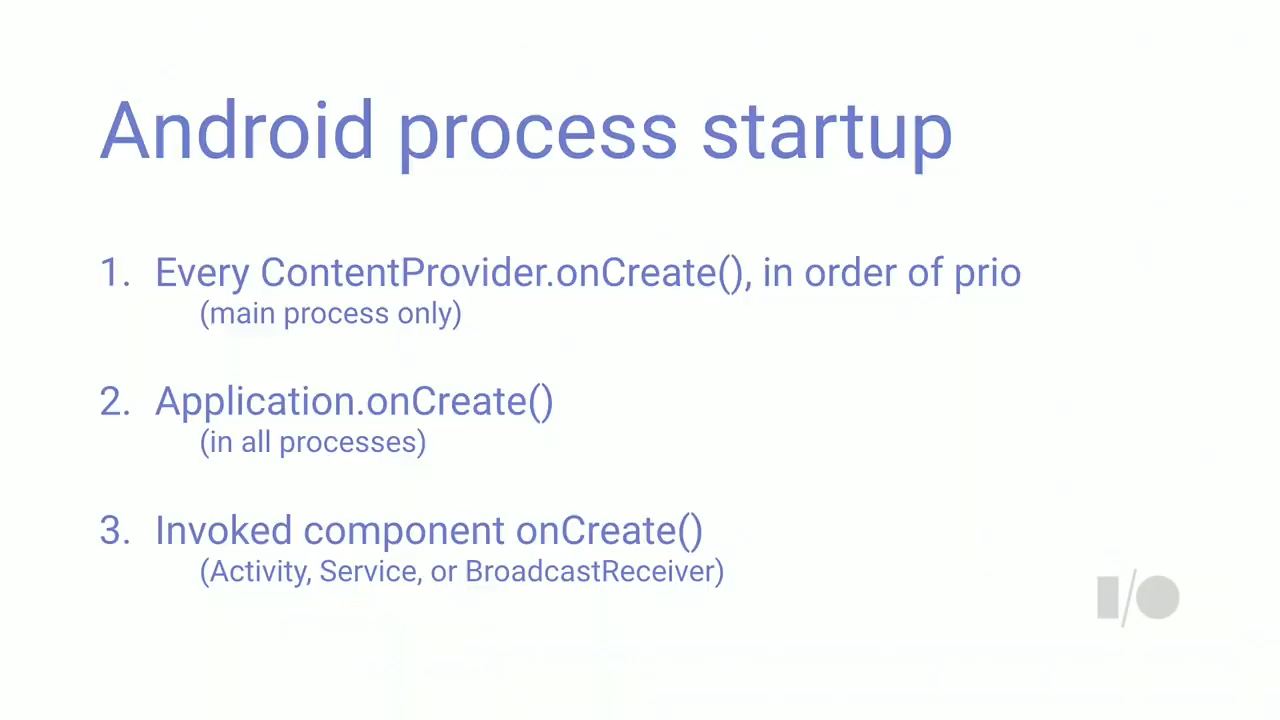 Android process startup
1. Every ContentProvider.onCreate(), in order of prio
(main process only)
2. Application.onCreate()
(in all processes)
3. Invoked component onCreate()
(Activity, Service, or BroadcastReceiver)
I/O